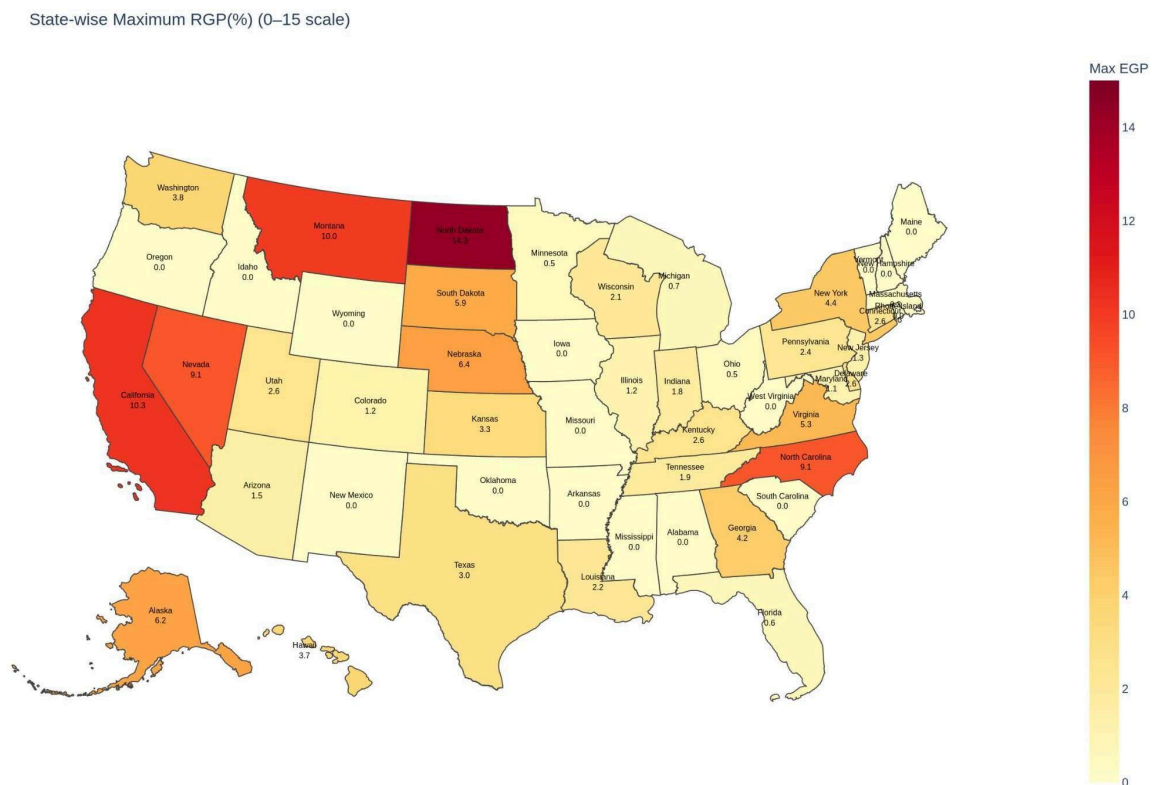 State-wise Maximum RGP(%) (0–15 scale)
Max EGP
14
12
10
8
6
4
2
0
Washington
3.8
Montana
10.0
North Dakota
14.3
Minnesota
0.5
Maine
0.0
Oregon
0.0
Idaho
0.0
Vermont
0.0
New Hampshire
0.0
Michigan
0.7
Wisconsin
2.1
South Dakota
5.9
New York
4.4
Massachusetts
Rhode Island
Connecticut
2.6
Wyoming
0.0
Iowa
0.0
Pennsylvania
2.4
New Jersey
1.3
Nebraska
6.4
Nevada
9.1
Ohio
0.5
Delaware
Maryland
1.1
Utah
2.6
Illinois
1.2
Indiana
1.8
California
10.3
Colorado
1.2
West Virginia
0.0
Virginia
5.3
Kansas
3.3
Missouri
0.0
Kentucky
2.6
North Carolina
9.1
Tennessee
1.9
Arizona
1.5
New Mexico
0.0
Oklahoma
0.0
Arkansas
0.0
South Carolina
0.0
Georgia
4.2
Mississippi
0.0
Alabama
0.0
Texas
3.0
Louisiana
2.2
Florida
0.6
Alaska
6.2
Hawaii
3.7